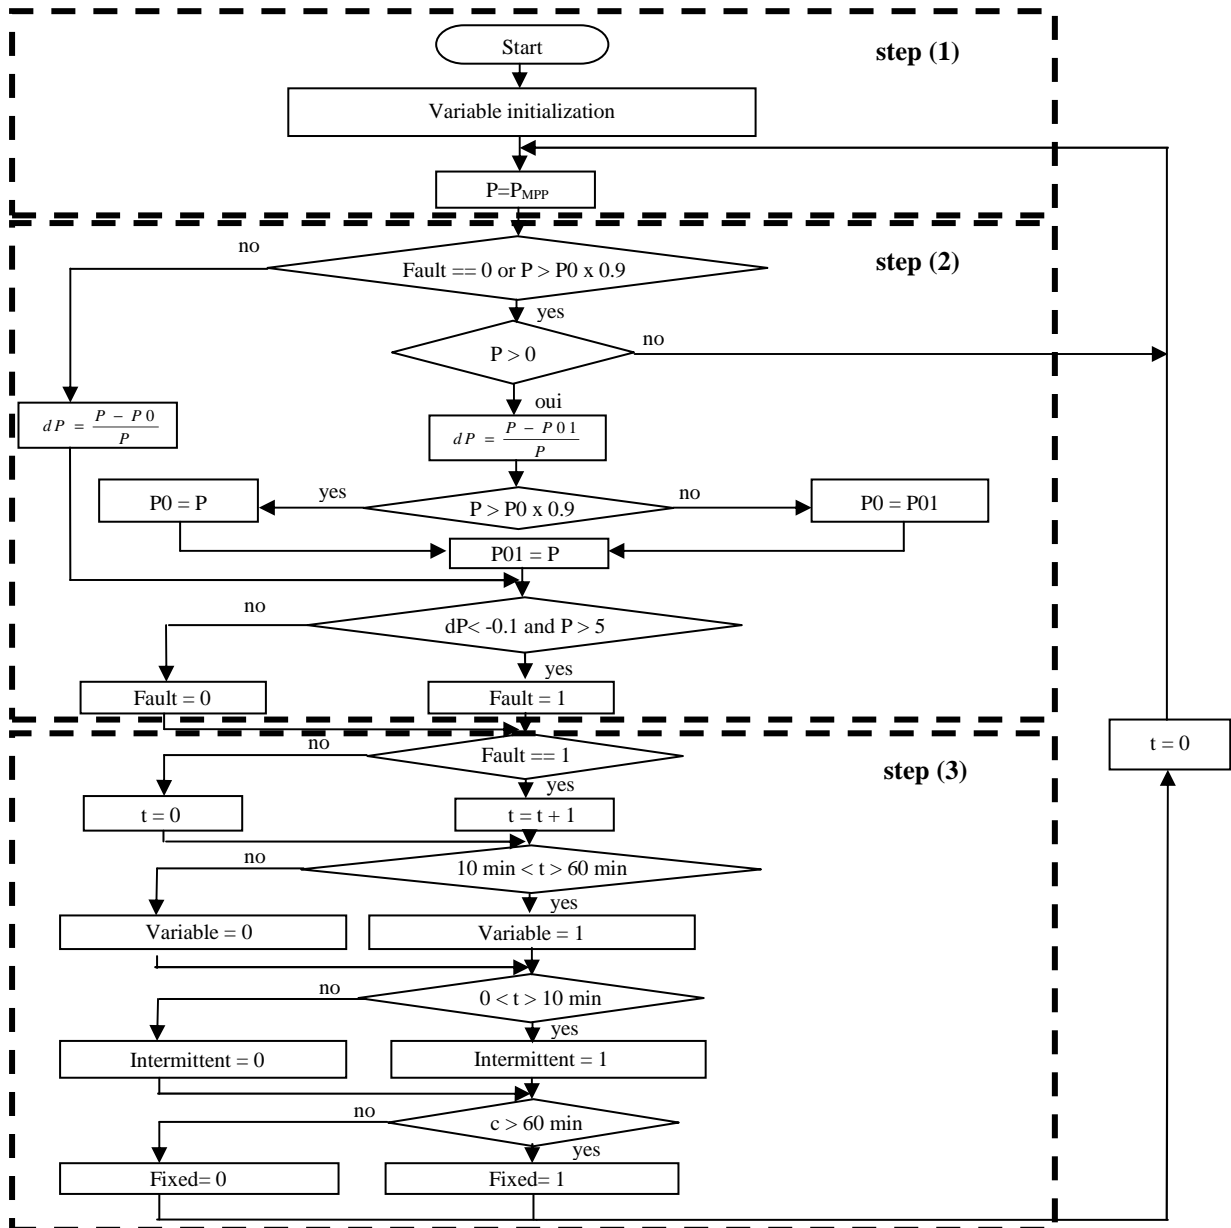 Start
step (1)
Variable initialization
P=PMPP
no
step (2)
Fault == 0 or P > P0 x 0.9
yes
no
P > 0
oui
dP = P - P0 / P
dP = P - P01 / P
yes
no
P0 = P
P > P0 x 0.9
P0 = P01
P01 = P
no
dP< -0.1 and P > 5
yes
Fault = 0
Fault = 1
no
Fault == 1
t = 0
step (3)
yes
t = 0
t = t + 1
no
10 min < t > 60 min
yes
Variable = 0
Variable = 1
no
0 < t > 10 min
yes
Intermittent = 0
Intermittent = 1
no
c > 60 min
yes
Fixed= 0
Fixed= 1